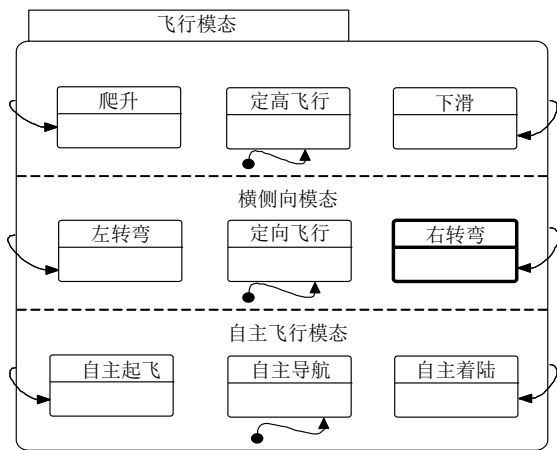 飞行模态
爬升 定高飞行 下滑
横侧向模态
左转弯 定向飞行 右转弯
自主飞行模态
自主起飞 自主导航 自主着陆